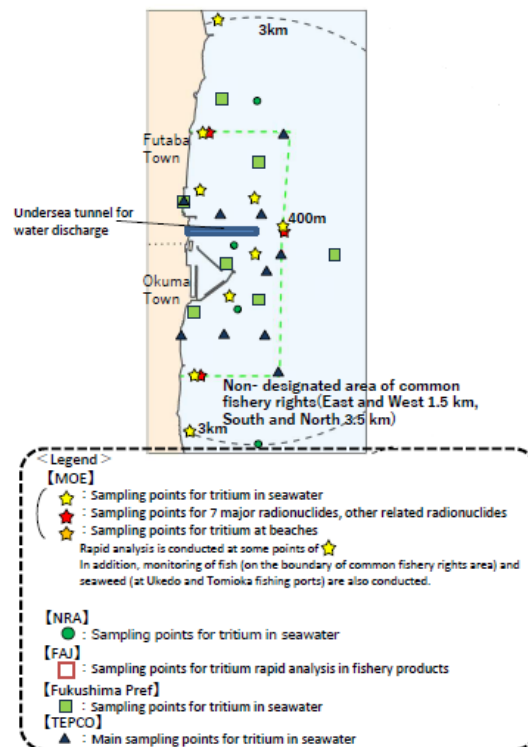 3km
Futaba
Town
Undersea tunnel for
water discharge
400m
Okuma
Town
Non- designated area of common
fishery rights(East and West 1.5 km,
South and North,3.5 km)
3km
<Legend>
【MOE】
: Sampling points for tritium in seawater
: Sampling points for 7 major radionuclides, other related radionuclides
: Sampling points for tritium at beaches
Rapid analysis is conducted at some points of
In addition, monitoring of fish (on the boundary of common fishery rights area) and
seaweed (at Ukedo and Tomioka fishing ports) are also conducted.
【NRA】
: Sampling points for tritium in seawater
【FAJ】
: Sampling points for tritium rapid analysis in fishery products
【Fukushima Pref】
: Sampling points for tritium in seawater
【TEPCO】
: Main sampling points for tritium in seawater